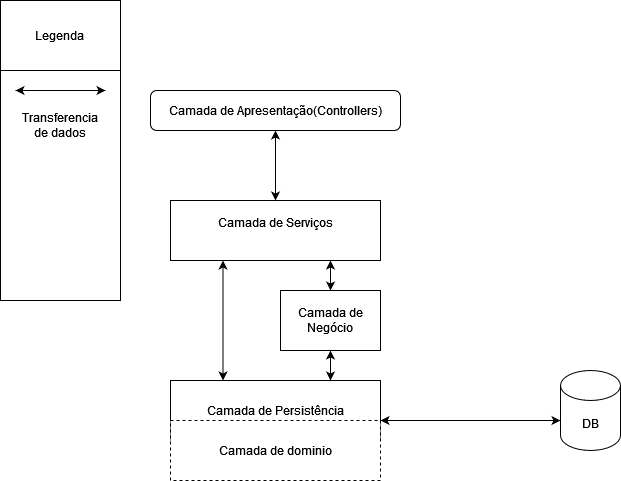 Legenda
Transferencia
de dados
Camada de Apresentação(Controllers)
Camada de Serviços
Camada de
Negócio
Camada de Persistência
Camada de dominio
DB